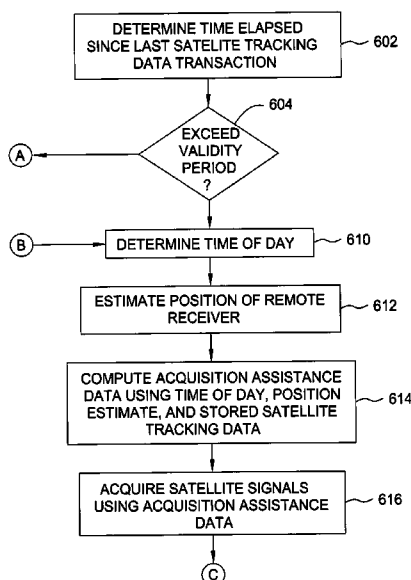 DETERMINE TIME ELAPSED
SINCE LAST SATELITE TRACKING
DATA TRANSACTION
602
604
EXCEED
VALIDITY
PERIOD
?
A
B
DETERMINE TIME OF DAY
610
ESTIMATE POSITION OF REMOTE
RECEIVER
612
COMPUTE ACQUISITION ASSISTANCE
DATA USING TIME OF DAY, POSITION
ESTIMATE, AND STORED SATELLITE
TRACKING DATA
614
ACQUIRE SATELLITE SIGNALS
USING ACQUISITION ASSISTANCE
DATA
616
C